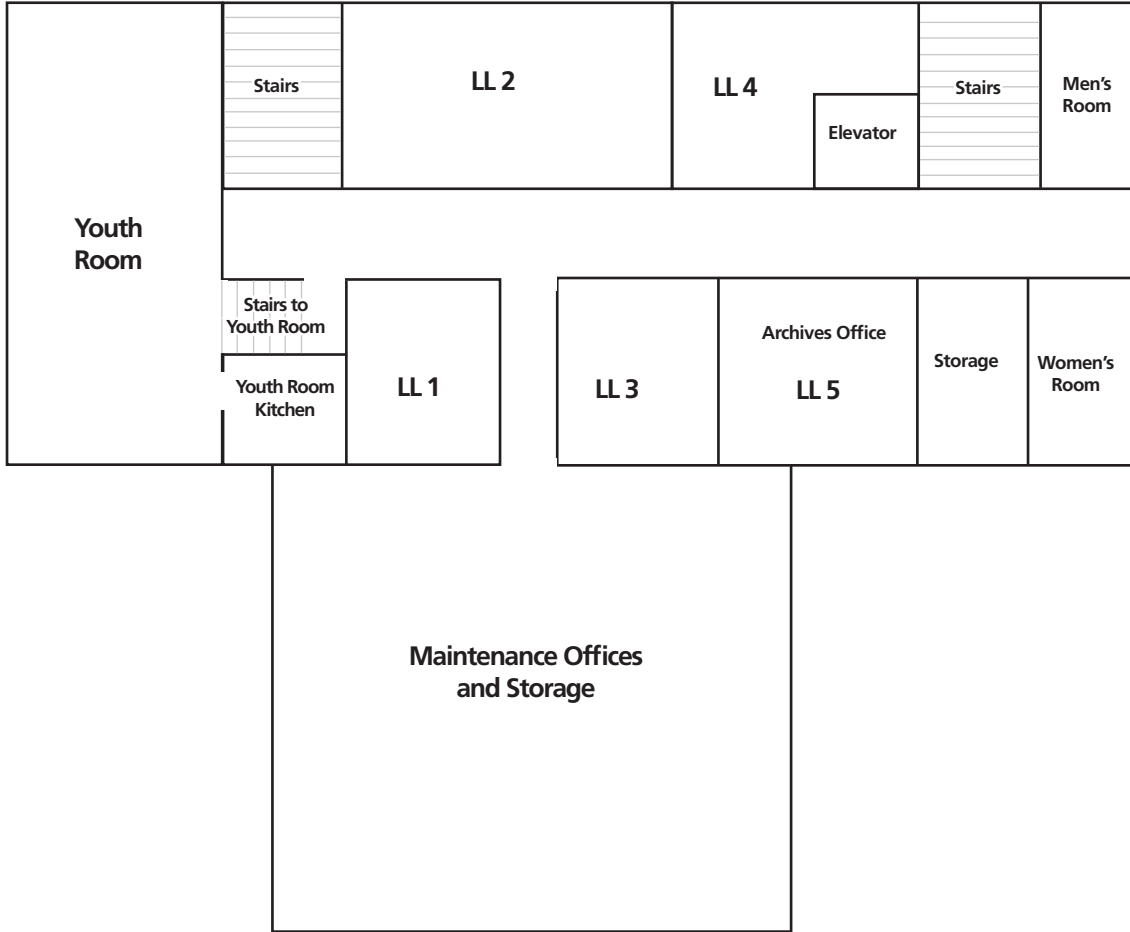 Stairs
LL 2
LL 4
Elevator
Stairs
Men's
Room
Youth
Room
Stairs to
Youth Room
Youth Room
Kitchen
LL 1
LL 3
Archives Office
LL 5
Storage
Women's
Room
Maintenance Offices
and Storage